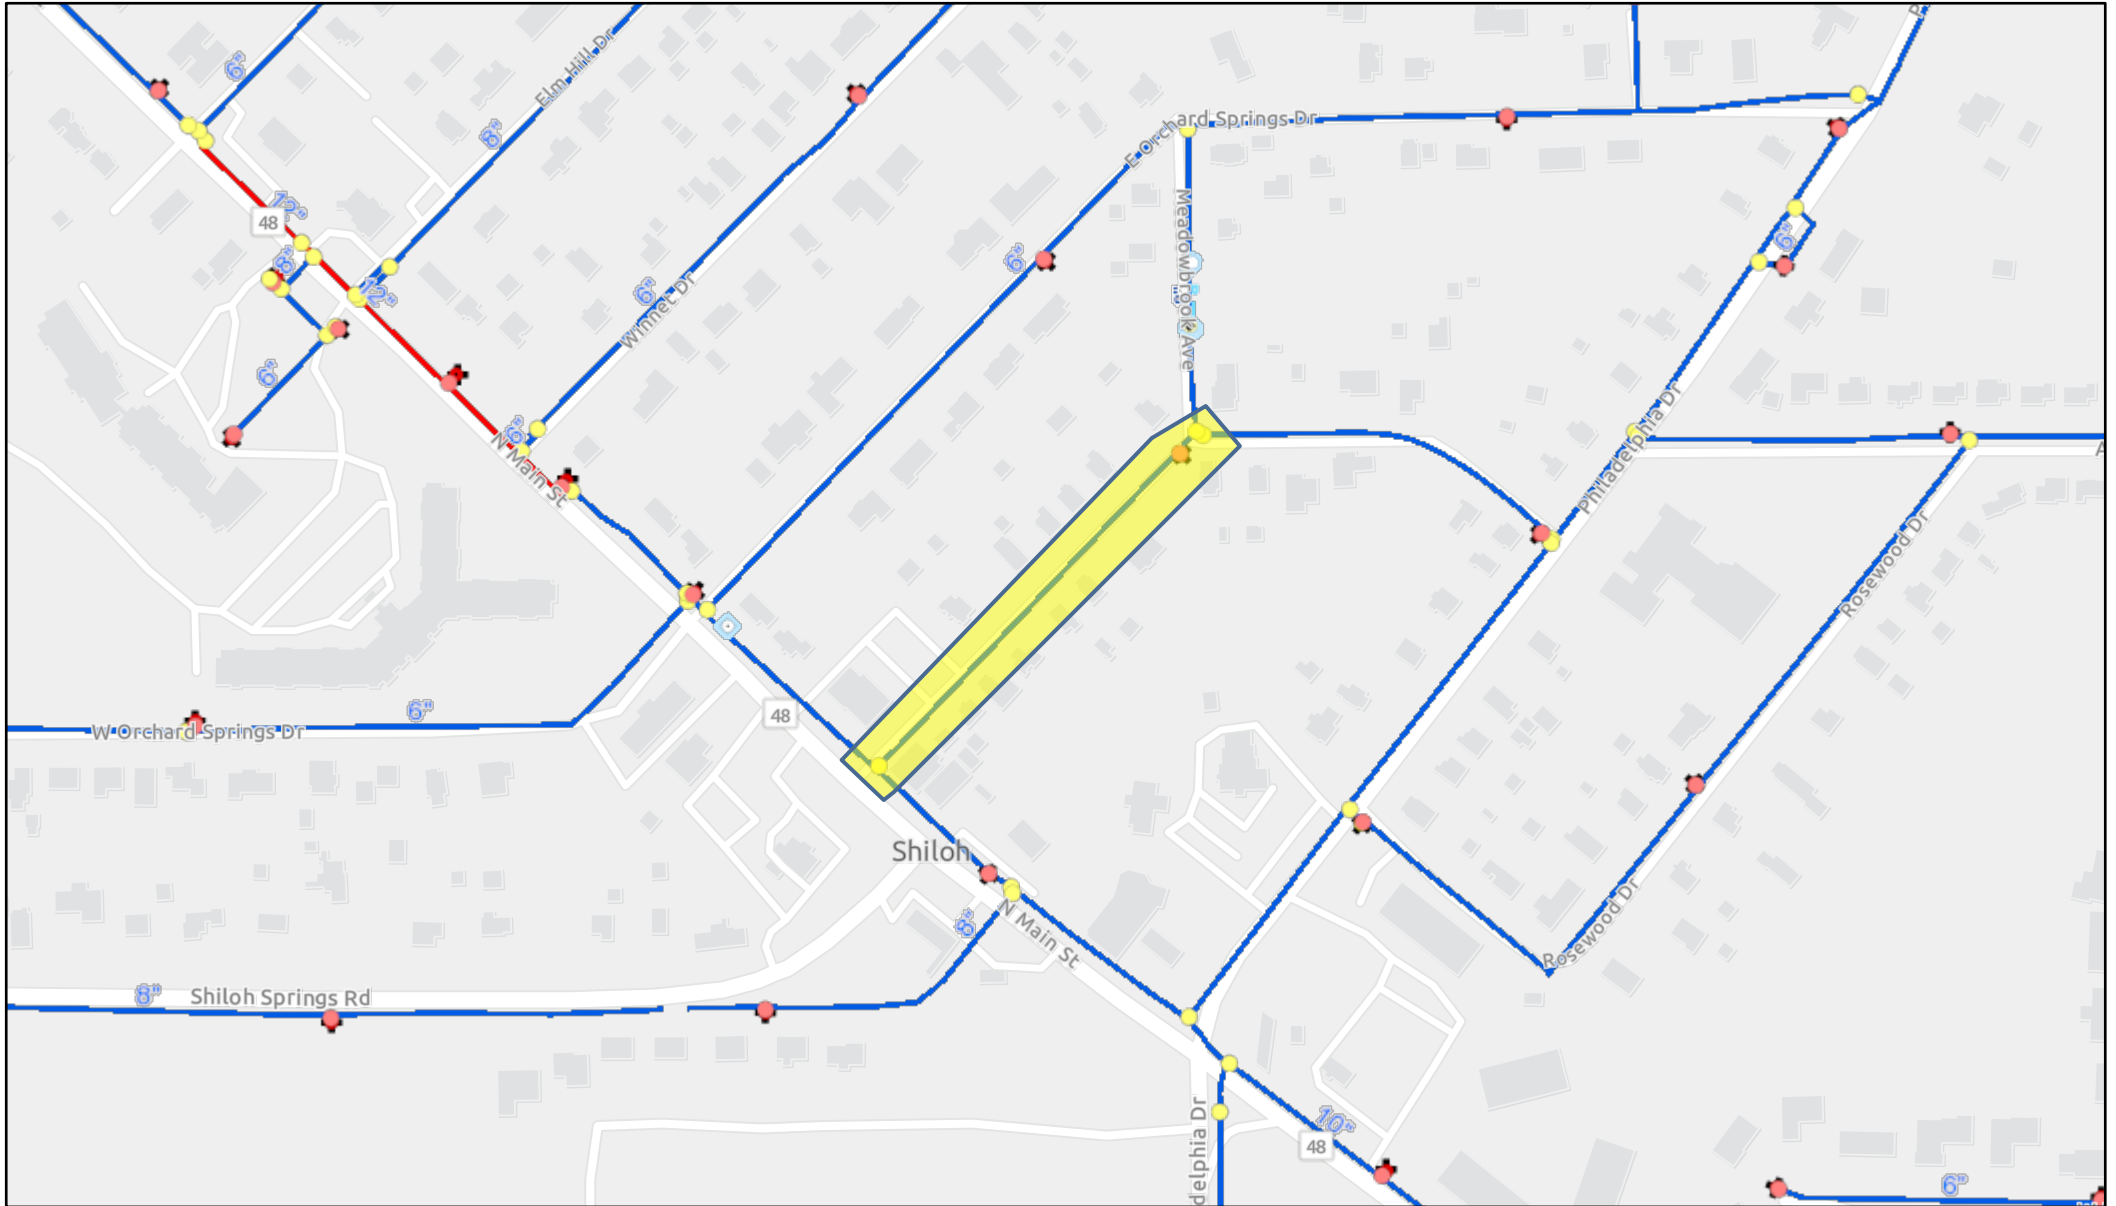 6"
Elm Hill Dr
8"
E Orchard Springs Dr
12"
48
8"
12"
Meadowbrook Ave
6"
6"
Winnet Dr
6"
6"
6"
N Main St
Philadelphia Dr
Rosewood Dr
6"
W Orchard Springs Dr
48
Shiloh
8"
N Main St
Rosewood Dr
8"
Shiloh Springs Rd
10"
48
delphia Dr
6"